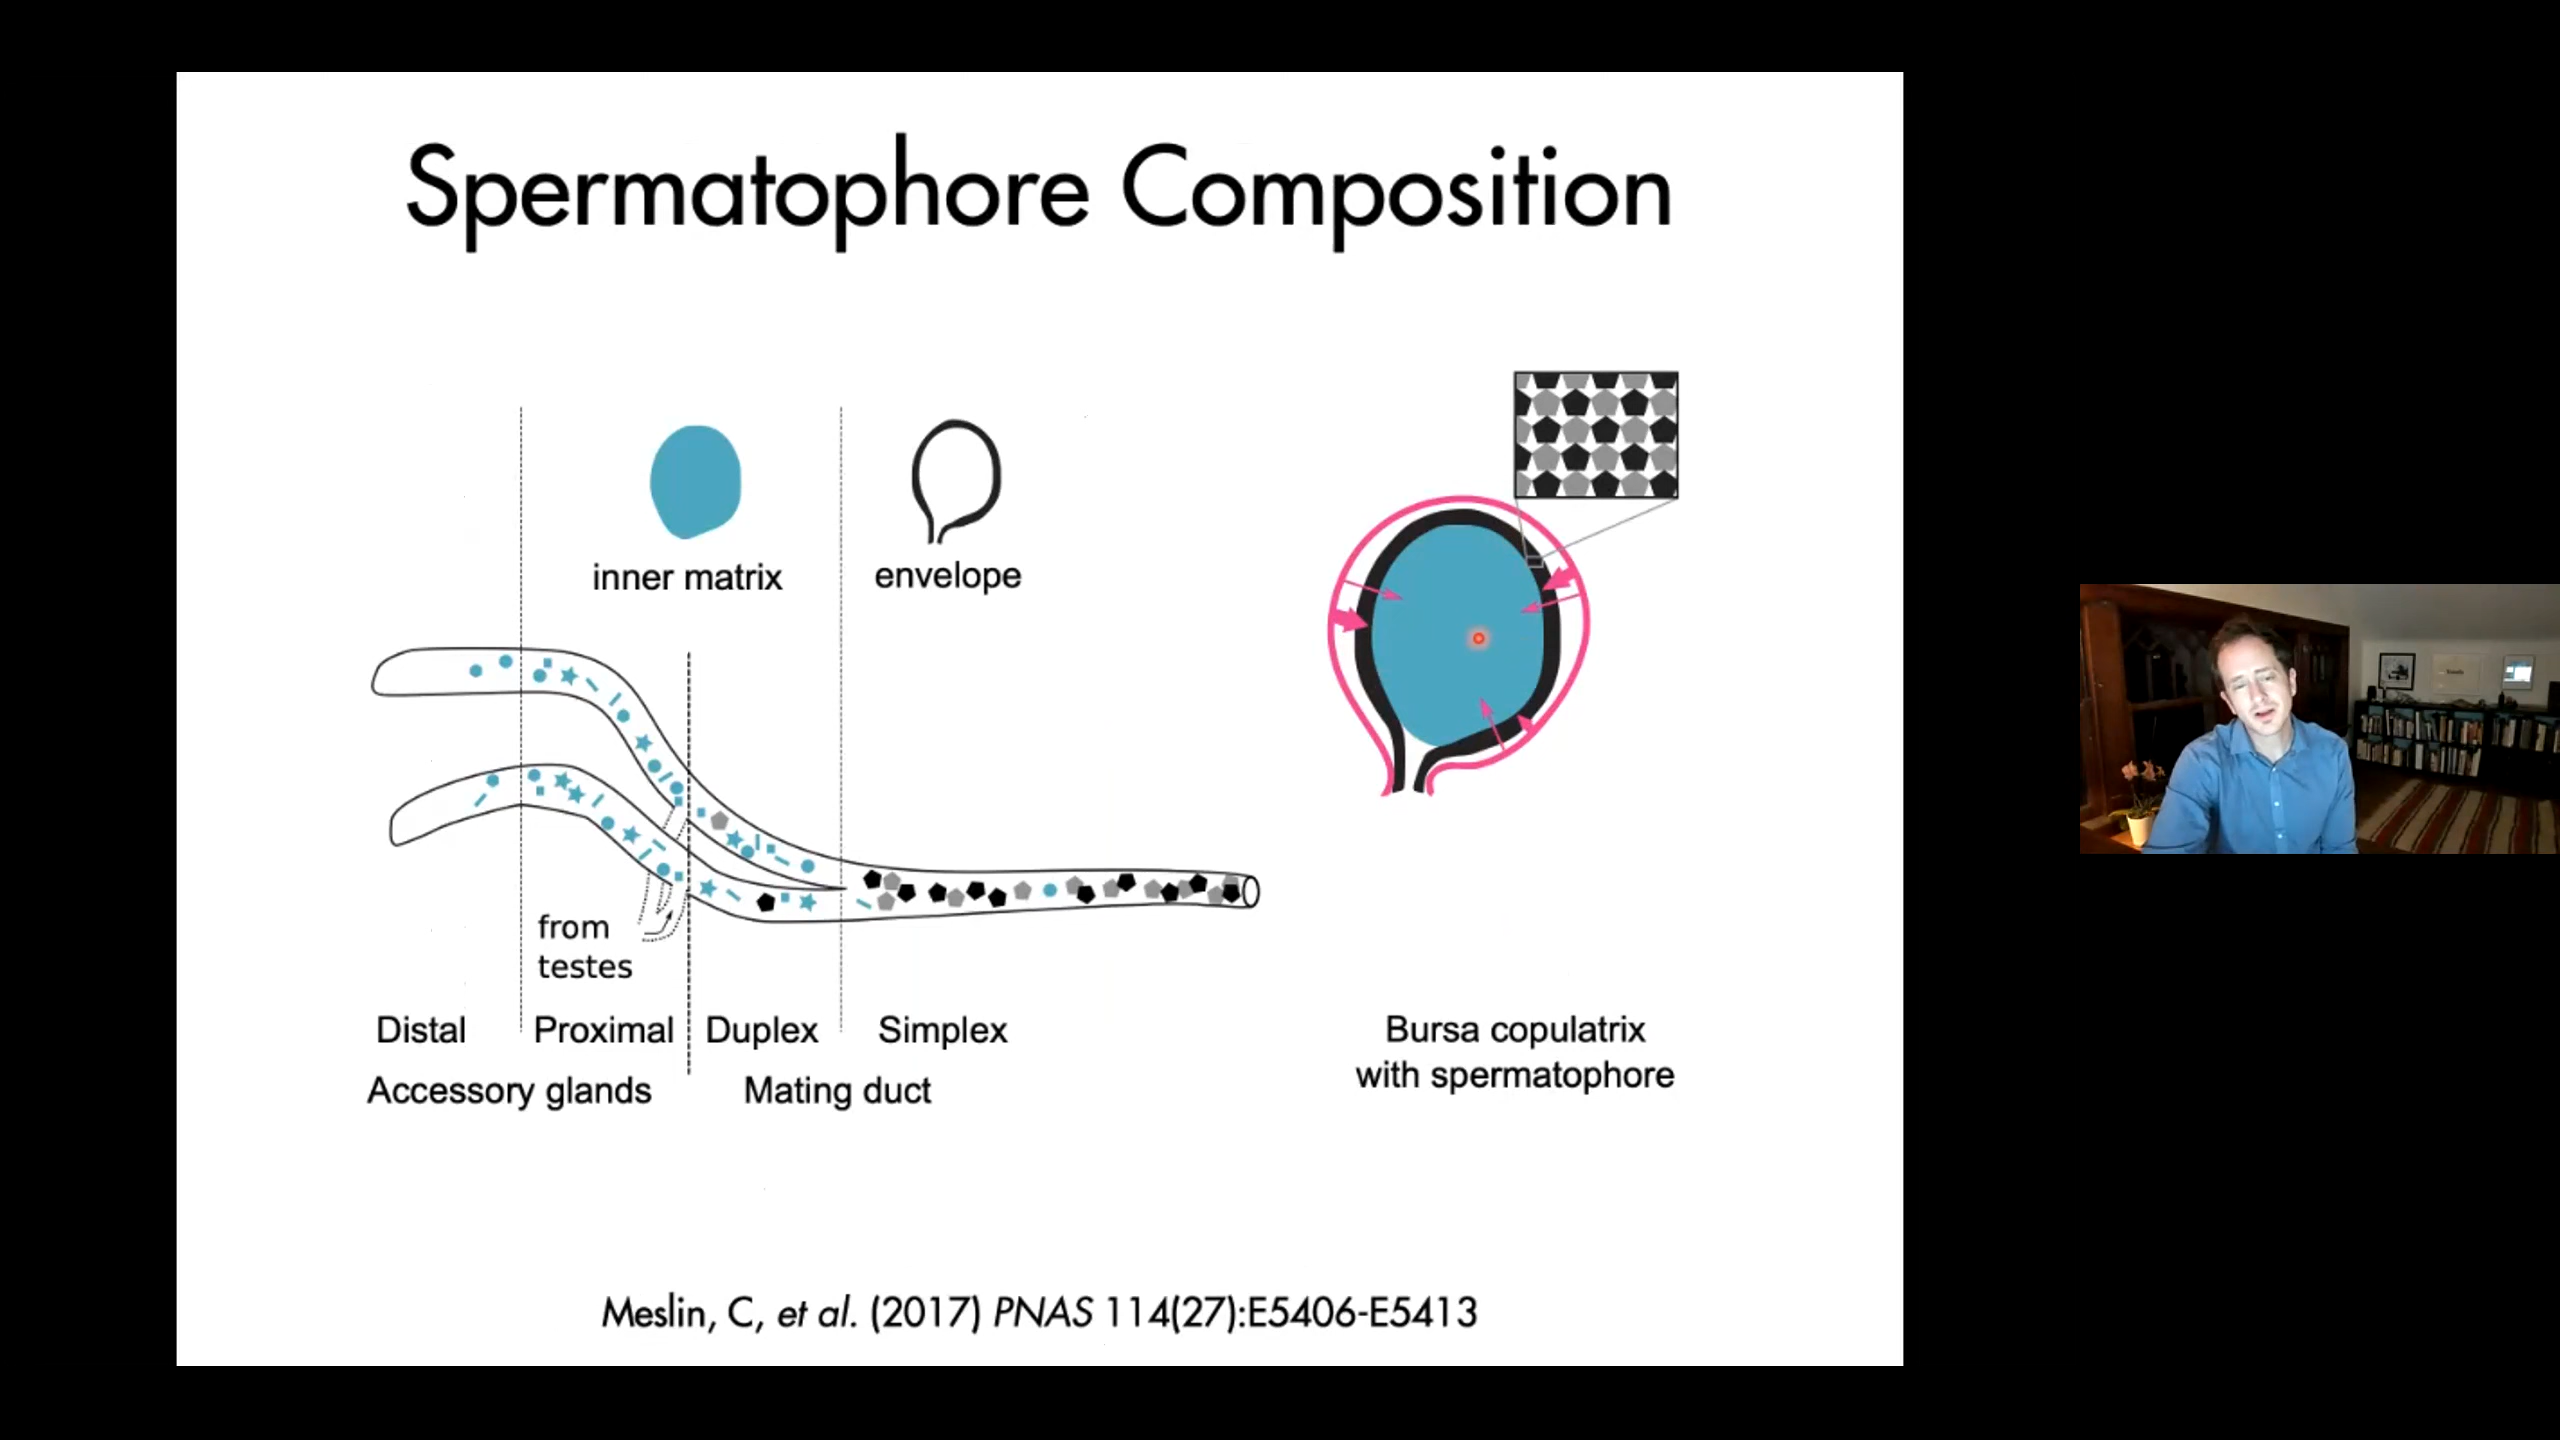 Spermatophore Composition
inner matrix
envelope
from
testes
Distal
Proximal
Duplex
Simplex
Accessory glands
Mating duct
Bursa copulatrix
with spermatophore
Meslin, C, et al. (2017) PNAS 114(27):E5406-E5413